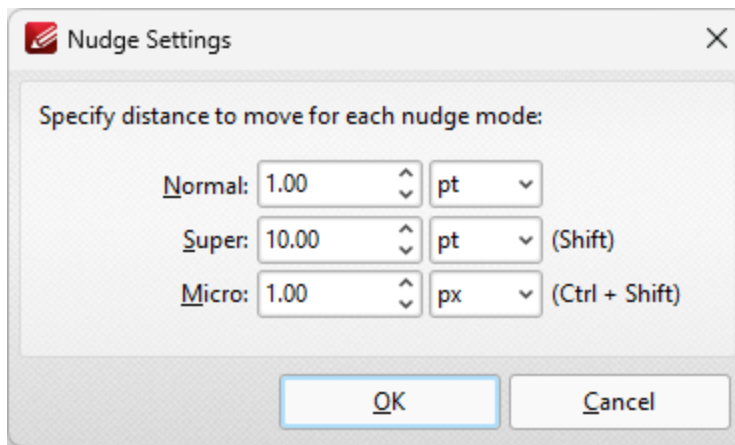 Nudge Settings
Specify distance to move for each nudge mode:
Normal: 1.00 pt
Super: 10.00 pt (Shift)
Micro: 1.00 px (Ctrl + Shift)
OK Cancel